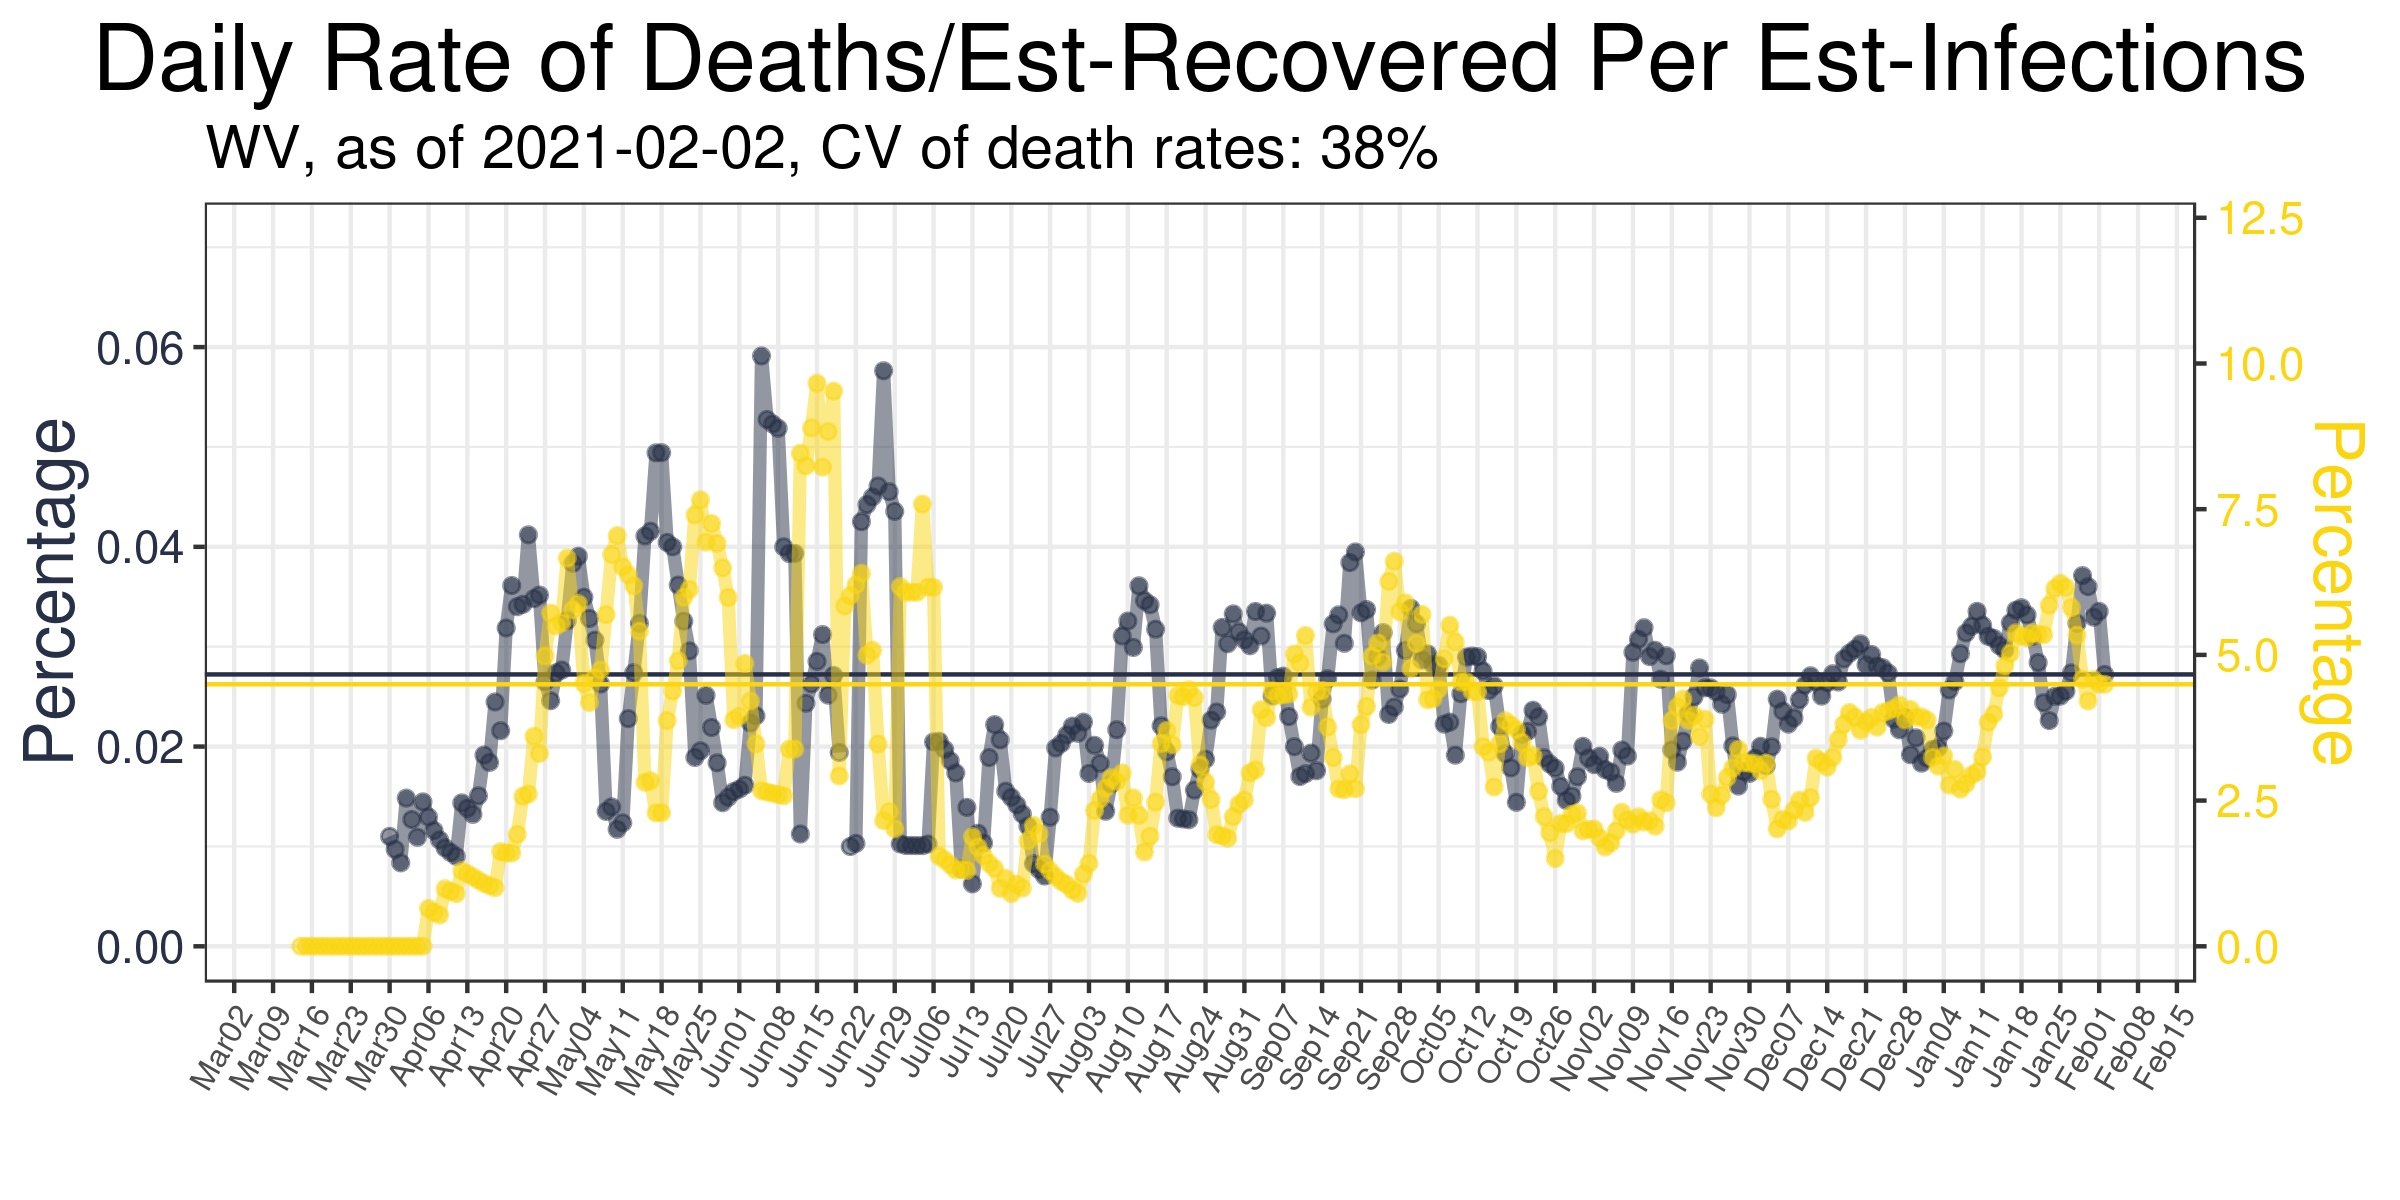 Daily Rate of Deaths/Est-Recovered Per Est-Infections
WV, as of 2021-02-02, CV of death rates: 38%
Percentage
0.06
0.04
0.02
0.00
12.5
10.0
7.5
5.0
2.5
0.0
Percentage
Mar02
Mar09
Mar16
Mar23
Mar30
Apr06
Apr13
Apr20
Apr27
May04
May11
May18
May25
Jun01
Jun08
Jun15
Jun22
Jun29
Jul06
Jul13
Jul20
Jul27
Aug03
Aug10
Aug17
Aug24
Aug31
Sep07
Sep14
Sep21
Sep28
Oct05
Oct12
Oct19
Oct26
Nov02
Nov09
Nov16
Nov23
Nov30
Dec07
Dec14
Dec21
Dec28
Jan04
Jan11
Jan18
Jan25
Feb01
Feb08
Feb15